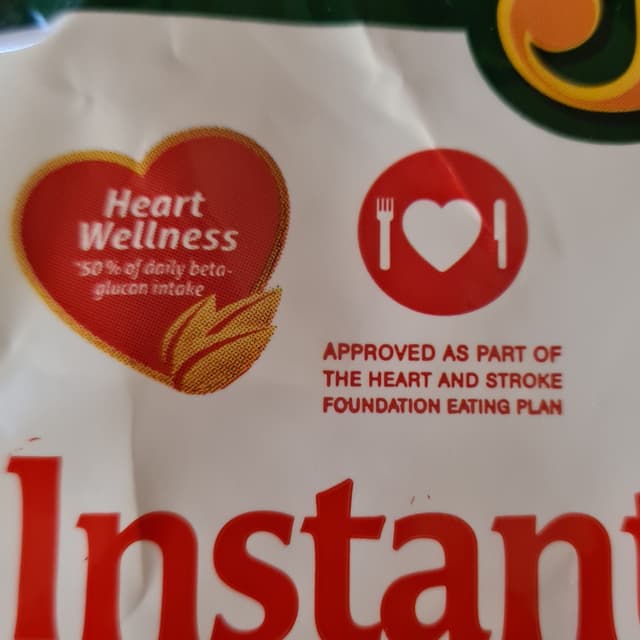 Heart
Wellness
*50% of daily beta-
glucan intake
APPROVED AS PART OF
THE HEART AND STROKE
FOUNDATION EATING PLAN
Instant